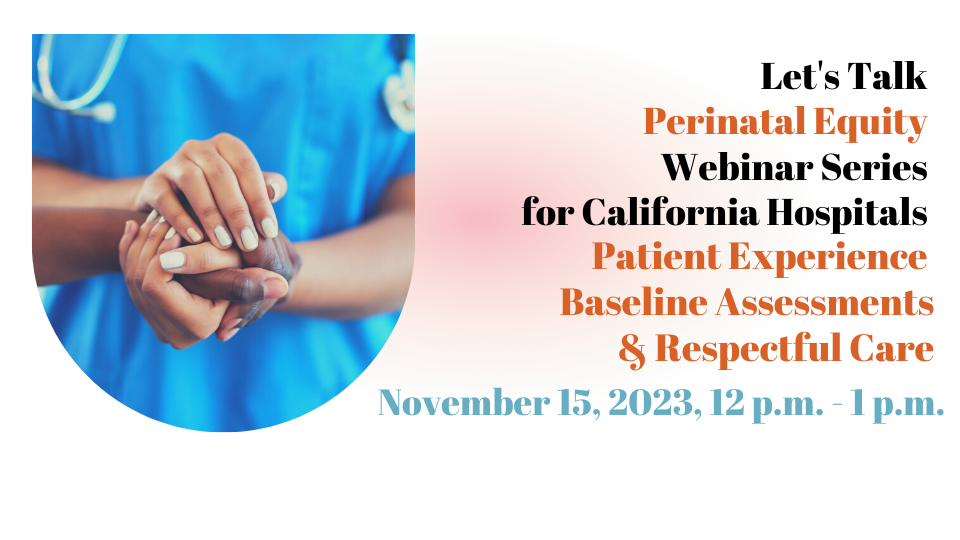 Let's Talk
Perinatal Equity
Webinar Series
for California Hospitals
Patient Experience
Baseline Assessments
& Respectful Care
November 15, 2023, 12 p.m. - 1 p.m.